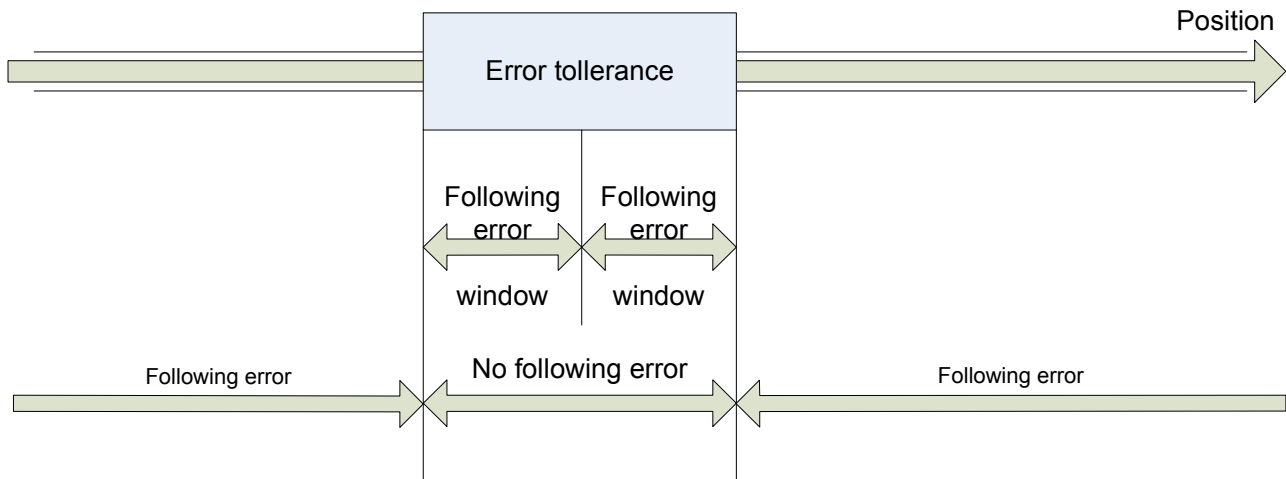 Position
Error tollerance
Following
error
window
Following
error
window
Following error
No following error
Following error